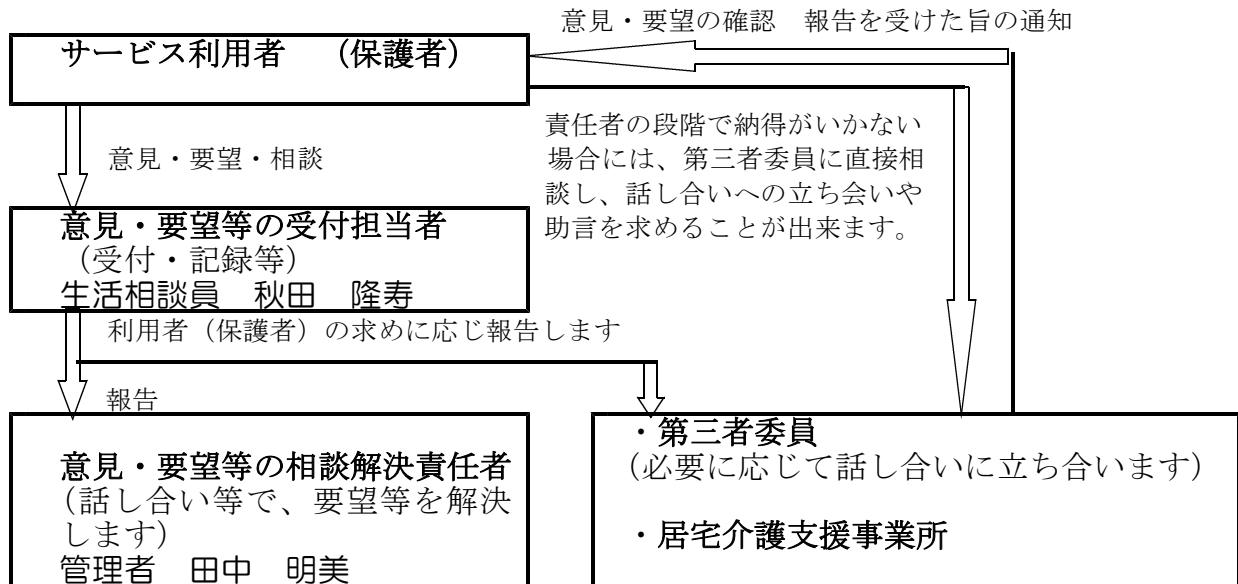 意見・要望の確認　報告を受けた旨の通知
サービス利用者　（保護者）
責任者の段階で納得がいかない
場合には、第三者委員に直接相
談し、話し合いへの立ち会いや
助言を求めることが出来ます。
意見・要望・相談
意見・要望等の受付担当者
（受付・記録等）
生活相談員　秋田　隆寿
利用者（保護者）の求めに応じ報告します
報告
意見・要望等の相談解決責任者
（話し合い等で、要望等を解決
します）
管理者　田中　明美
・第三者委員
（必要に応じて話し合いに立ち合います）
・居宅介護支援事業所